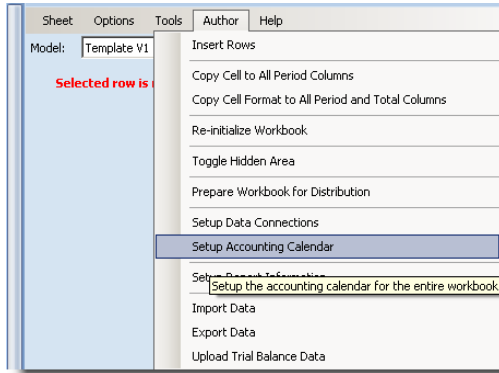 Sheet Options Tools Author Help
Model: Template V1
Selected row is
Insert Rows
Copy Cell to All Period Columns
Copy Cell Format to All Period and Total Columns
Re-initialize Workbook
Toggle Hidden Area
Prepare Workbook for Distribution
Setup Data Connections
Setup Accounting Calendar
Setup Report Information
Setup the accounting calendar for the entire workbook
Import Data
Export Data
Upload Trial Balance Data